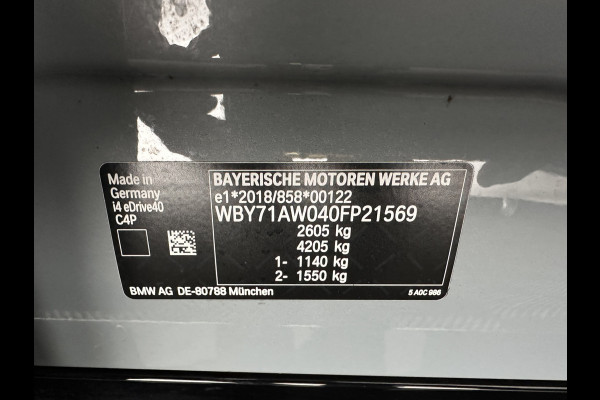 Made in
Germany
i4 eDrive40
C4P
BAYERISCHE MOTOREN WERKE AG
e1*2018/858*00122
WBY71AW040FP21569
2605 kg
4205 kg
1- 1140 kg
2- 1550 kg
BMW AG DE-80788 München
5 A0C 986